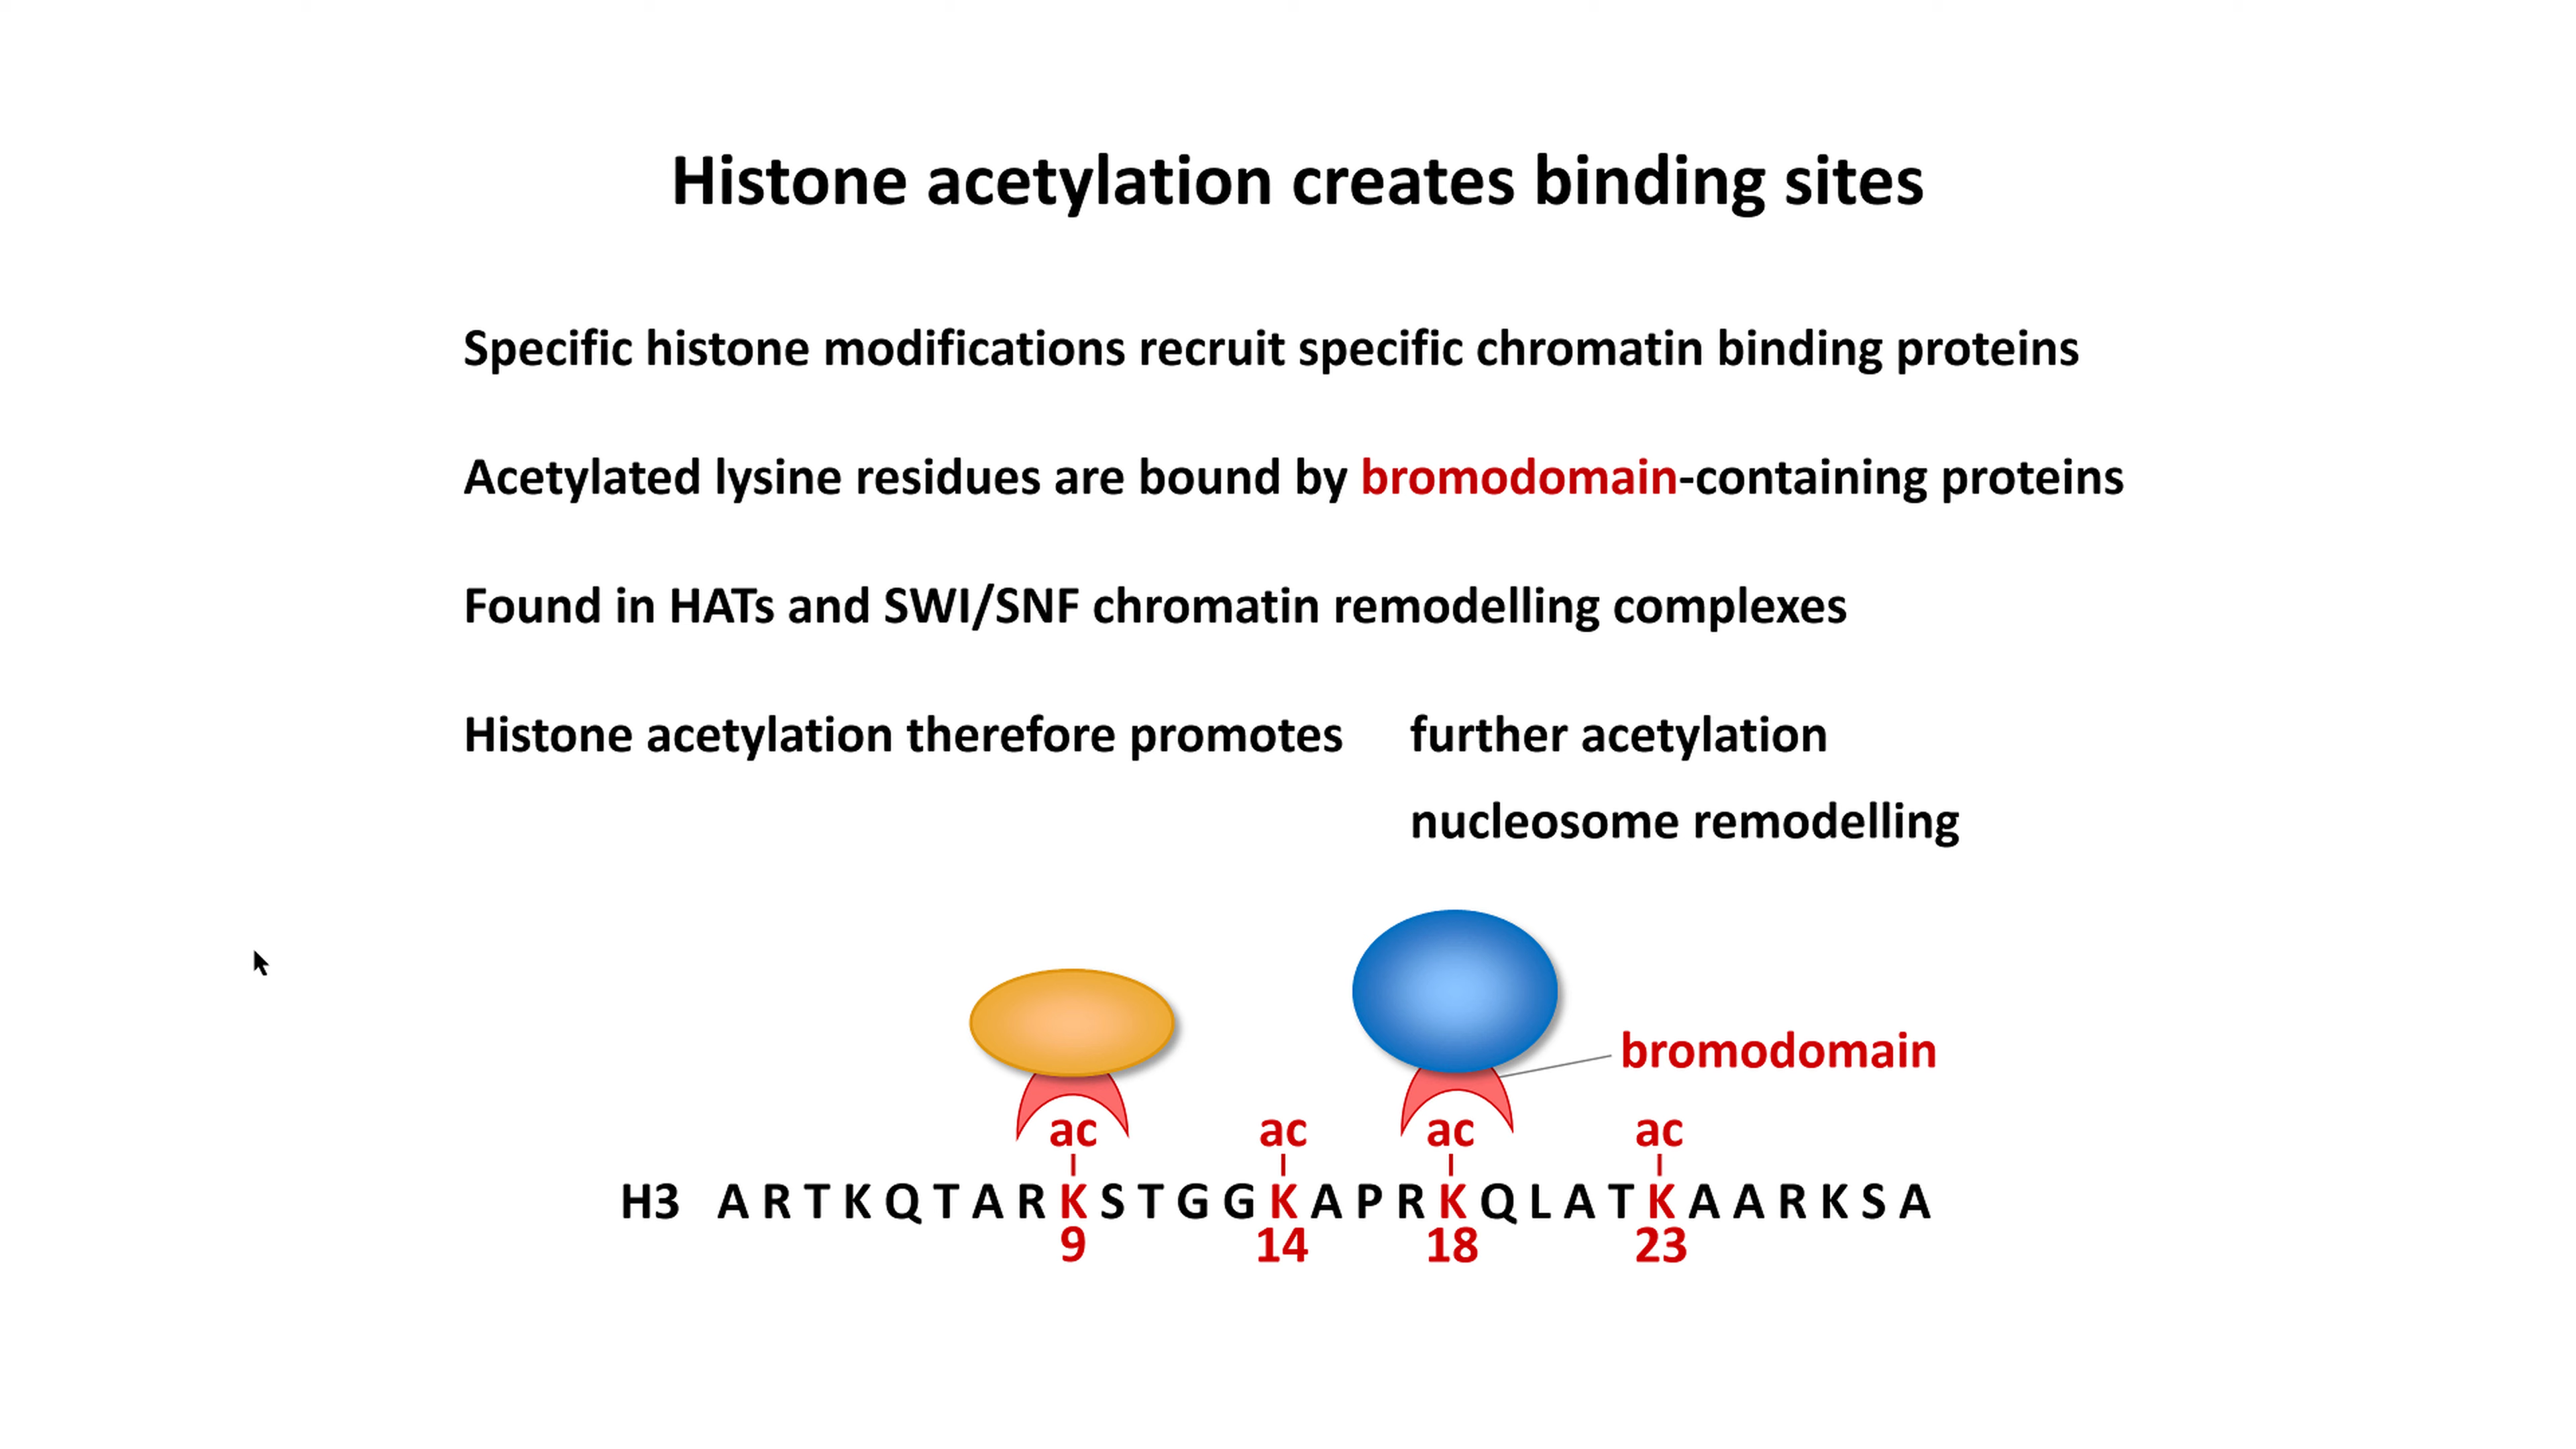 Histone acetylation creates binding sites
Specific histone modifications recruit specific chromatin binding proteins
Acetylated lysine residues are bound by bromodomain-containing proteins
Found in HATs and SWI/SNF chromatin remodelling complexes
Histone acetylation therefore promotes further acetylation
nucleosome remodelling
bromodomain
ac ac ac ac
H3 A R T K Q T A R K S T G G K A P R K Q L A T K A A R K S A
9 14 18 23